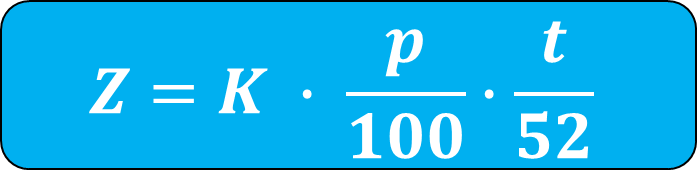 Z = K · p/100 · t/52